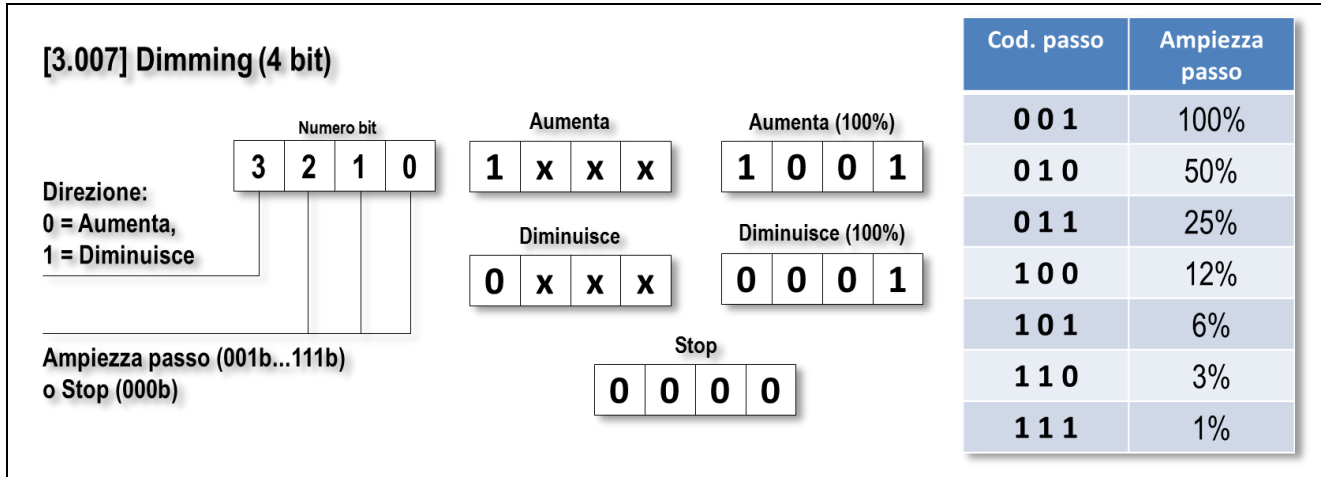 [3.007] Dimming (4 bit)
Numero bit
3 2 1 0
Direzione:
0 = Aumenta,
1 = Diminuisce
Ampiezza passo (001b...111b)
o Stop (000b)
Aumenta
1 x x x
Aumenta (100%)
1 0 0 1
Diminuisce
0 x x x
Diminuisce (100%)
0 0 0 1
Stop
0 0 0 0
Cod. passo Ampiezza
passo
0 0 1 100%
0 1 0 50%
0 1 1 25%
1 0 0 12%
1 0 1 6%
1 1 0 3%
1 1 1 1%